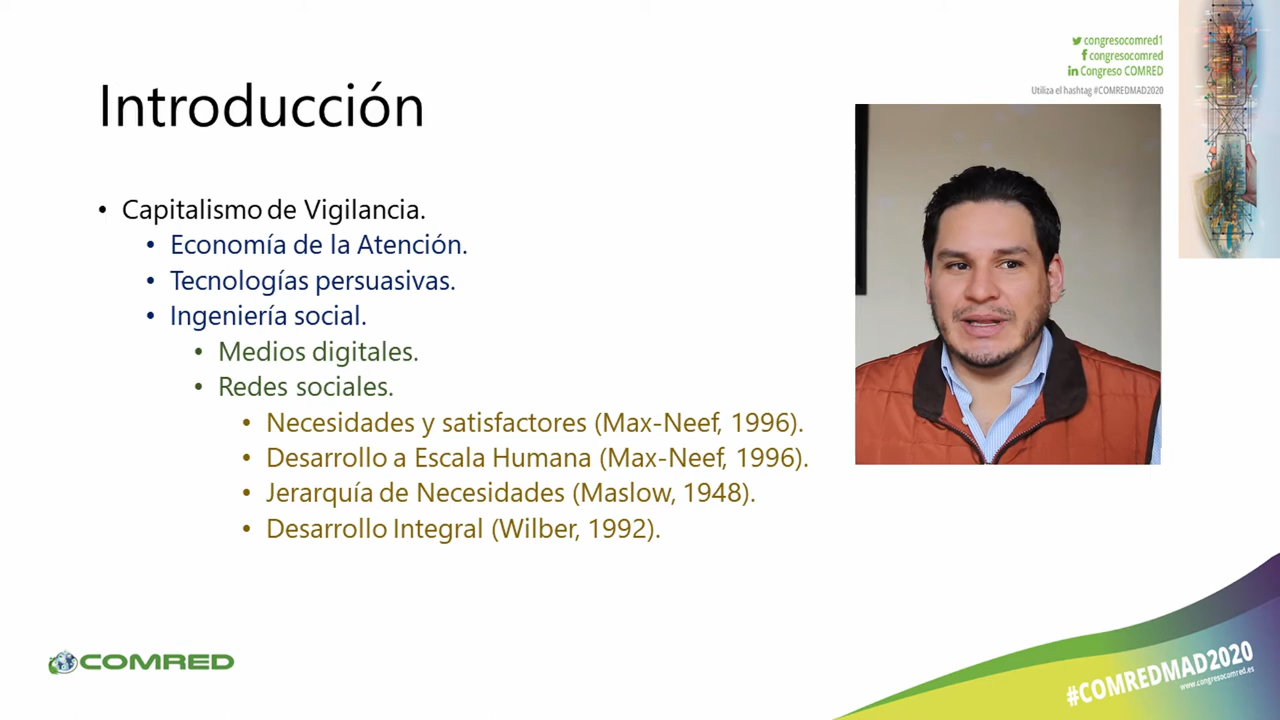 congresocomred1
congresocomred
Congreso COMRED
Utiliza el hashtag #COMREDMAD2020
Introducción
• Capitalismo de Vigilancia.
• Economía de la Atención.
• Tecnologías persuasivas.
• Ingeniería social.
• Medios digitales.
• Redes sociales.
• Necesidades y satisfactores (Max-Neef, 1996).
• Desarrollo a Escala Humana (Max-Neef, 1996).
• Jerarquía de Necesidades (Maslow, 1948).
• Desarrollo Integral (Wilber, 1992).
COMRED
#COMREDMAD2020
www.congresocomred.es